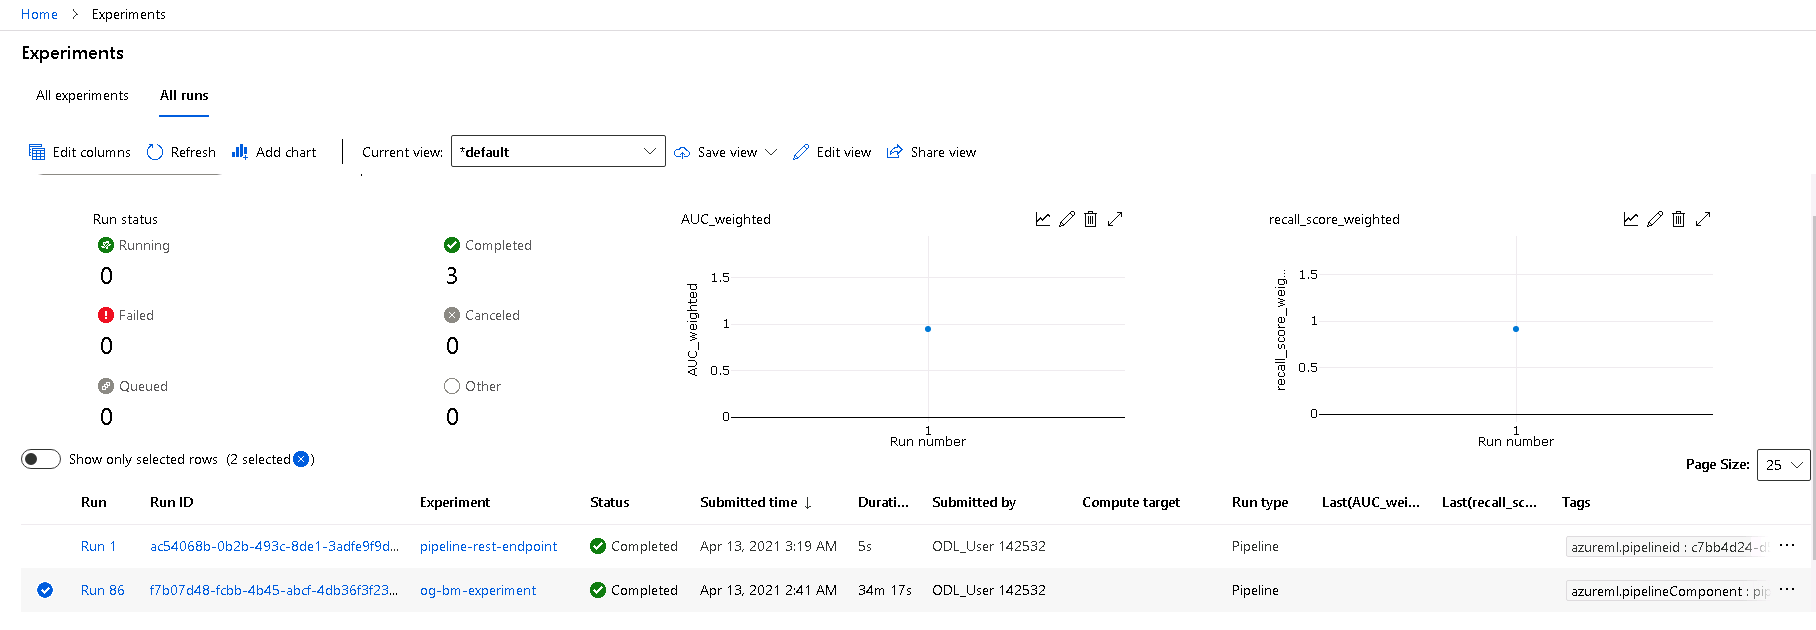 Home > Experiments
Experiments
All experiments All runs
Edit columns Refresh Add chart Current view: *default Save view Edit view Share view
Run status
Running
0
Completed
3
Failed
0
Canceled
0
Queued
0
Other
0
AUC_weighted
AUC_weighted
1.5
1
0.5
0
1
Run number
recall_score_weighted
recall_score_weig...
1.5
1
0.5
0
1
Run number
Show only selected rows (2 selected )
Page Size: 25
Run Run ID Experiment Status Submitted time ↓ Durati... Submitted by Compute target Run type Last(AUC_wei... Last(recall_sc... Tags
Run 1 ac54068b-0b2b-493c-8de1-3adfe9f9d... pipeline-rest-endpoint Completed Apr 13, 2021 3:19 AM 5s ODL_User 142532 Pipeline azureml.pipelineid : c7bb4d24-d5 ...
Run 86 f7b07d48-fcbb-4b45-abcf-4db36f3f23... og-bm-experiment Completed Apr 13, 2021 2:41 AM 34m 17s ODL_User 142532 Pipeline azureml.pipelineComponent : pip ...